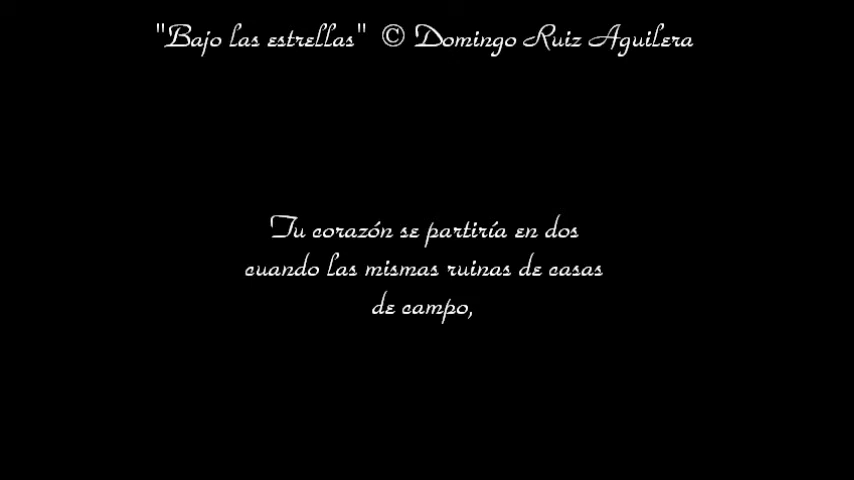 "Bajo las estrellas" © Domingo Ruiz Aguilera
Tu corazón se partiría en dos
cuando las mismas ruinas de casas
de campo,